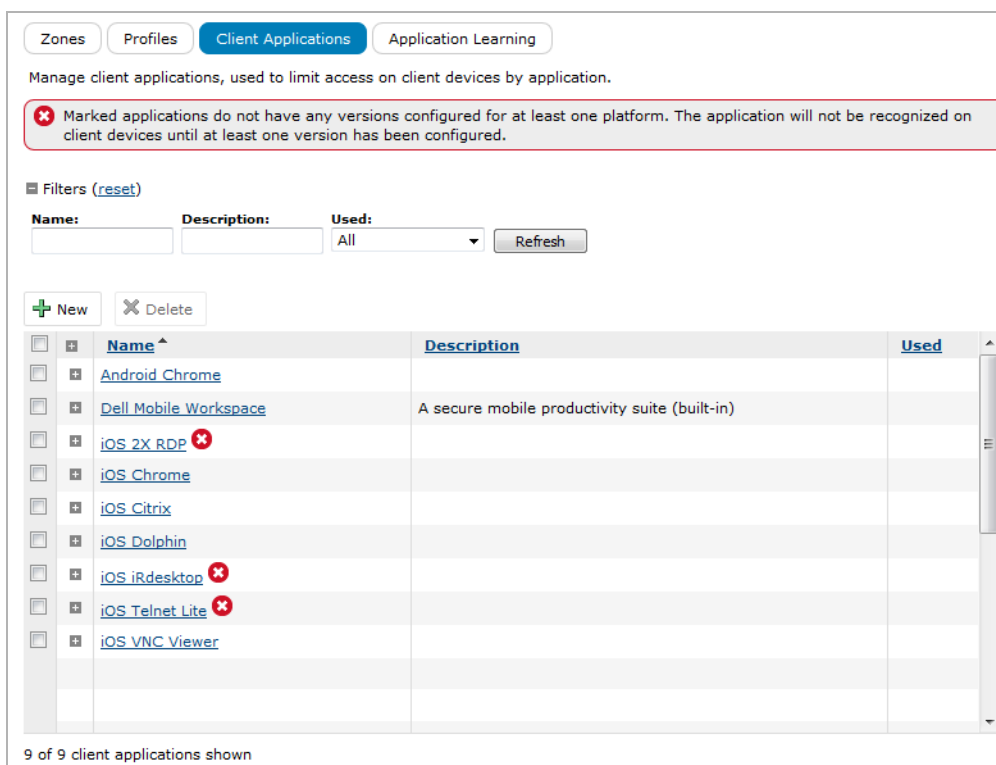 Zones Profiles Client Applications Application Learning
Manage client applications, used to limit access on client devices by application.
Marked applications do not have any versions configured for at least one platform. The application will not be recognized on
client devices until at least one version has been configured.
Filters (reset)
Name: Description: Used:
All Refresh
New Delete
Name Description Used
Android Chrome
Dell Mobile Workspace A secure mobile productivity suite (built-in)
iOS 2X RDP
iOS Chrome
iOS Citrix
iOS Dolphin
iOS iRdesktop
iOS Telnet Lite
iOS VNC Viewer
9 of 9 client applications shown